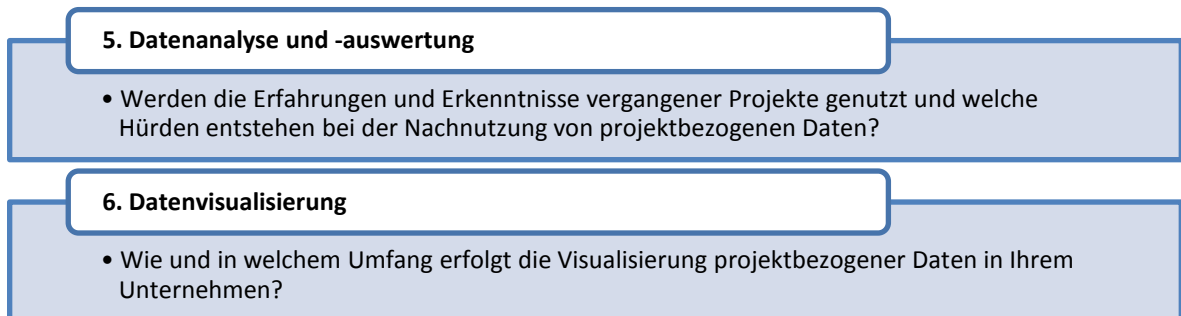 5. Datenanalyse und -auswertung
• Werden die Erfahrungen und Erkenntnisse vergangener Projekte genutzt und welche
Hürden entstehen bei der Nachnutzung von projektbezogenen Daten?
6. Datenvisualisierung
• Wie und in welchem Umfang erfolgt die Visualisierung projektbezogener Daten in Ihrem
Unternehmen?